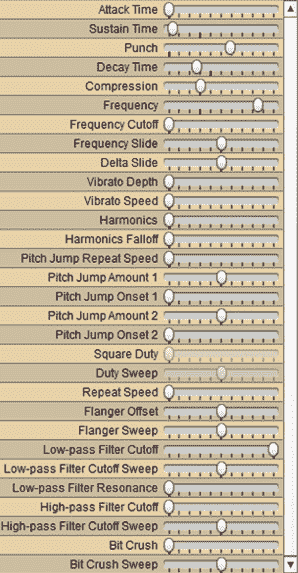 Attack Time
Sustain Time
Punch
Decay Time
Compression
Frequency
Frequency Cutoff
Frequency Slide
Delta Slide
Vibrato Depth
Vibrato Speed
Harmonics
Harmonics Falloff
Pitch Jump Repeat Speed
Pitch Jump Amount 1
Pitch Jump Onset 1
Pitch Jump Amount 2
Pitch Jump Onset 2
Square Duty
Duty Sweep
Repeat Speed
Flanger Offset
Flanger Sweep
Low-pass Filter Cutoff
Low-pass Filter Cutoff Sweep
Low-pass Filter Resonance
High-pass Filter Cutoff
High-pass Filter Cutoff Sweep
Bit Crush
Bit Crush Sweep